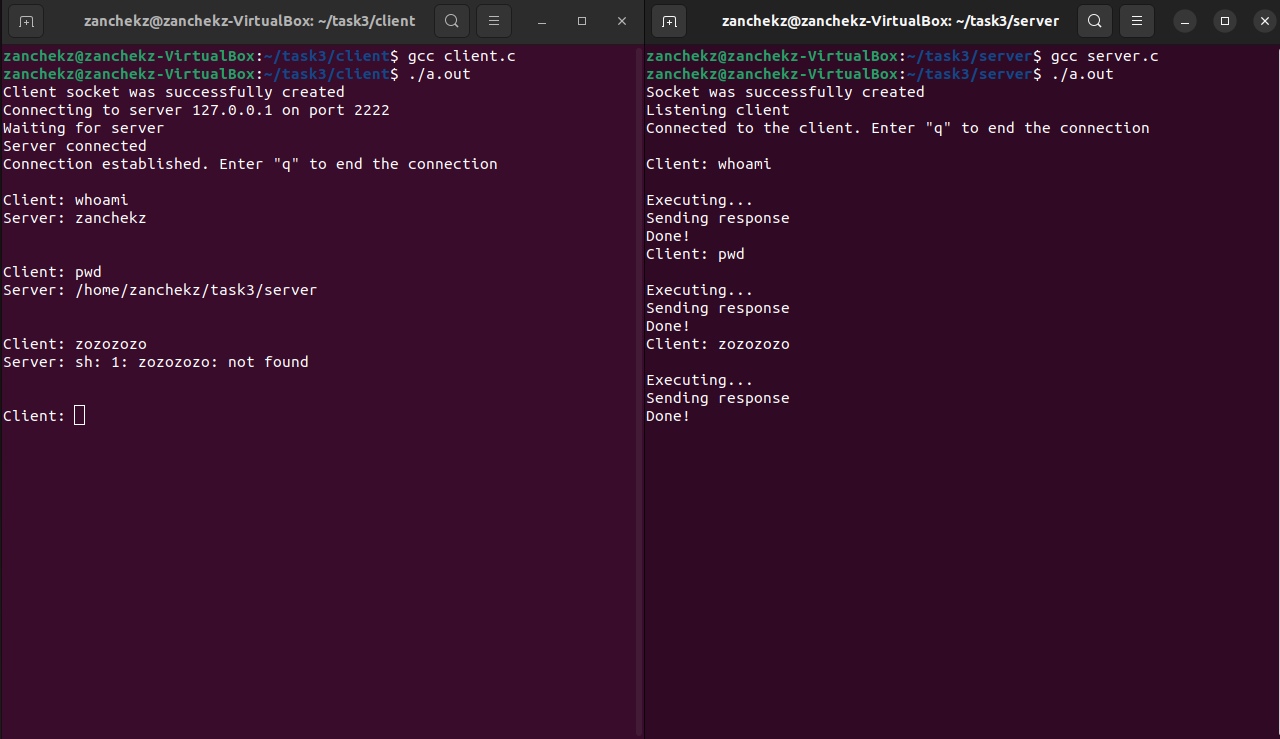 zanchekz@zanchekz-VirtualBox: ~/task3/client
zanchekz@zanchekz-VirtualBox:~/task3/client$ gcc client.c
zanchekz@zanchekz-VirtualBox:~/task3/client$ ./a.out
Client socket was successfully created
Connecting to server 127.0.0.1 on port 2222
Waiting for server
Server connected
Connection established. Enter "q" to end the connection
Client: whoami
Server: zanchekz
Client: pwd
Server: /home/zanchekz/task3/server
Client: zozozozo
Server: sh: 1: zozozozo: not found
Client:
zanchekz@zanchekz-VirtualBox: ~/task3/server
zanchekz@zanchekz-VirtualBox:~/task3/server$ gcc server.c
zanchekz@zanchekz-VirtualBox:~/task3/server$ ./a.out
Socket was successfully created
Listening client
Connected to the client. Enter "q" to end the connection
Client: whoami
Executing...
Sending response
Done!
Client: pwd
Executing...
Sending response
Done!
Client: zozozozo
Executing...
Sending response
Done!